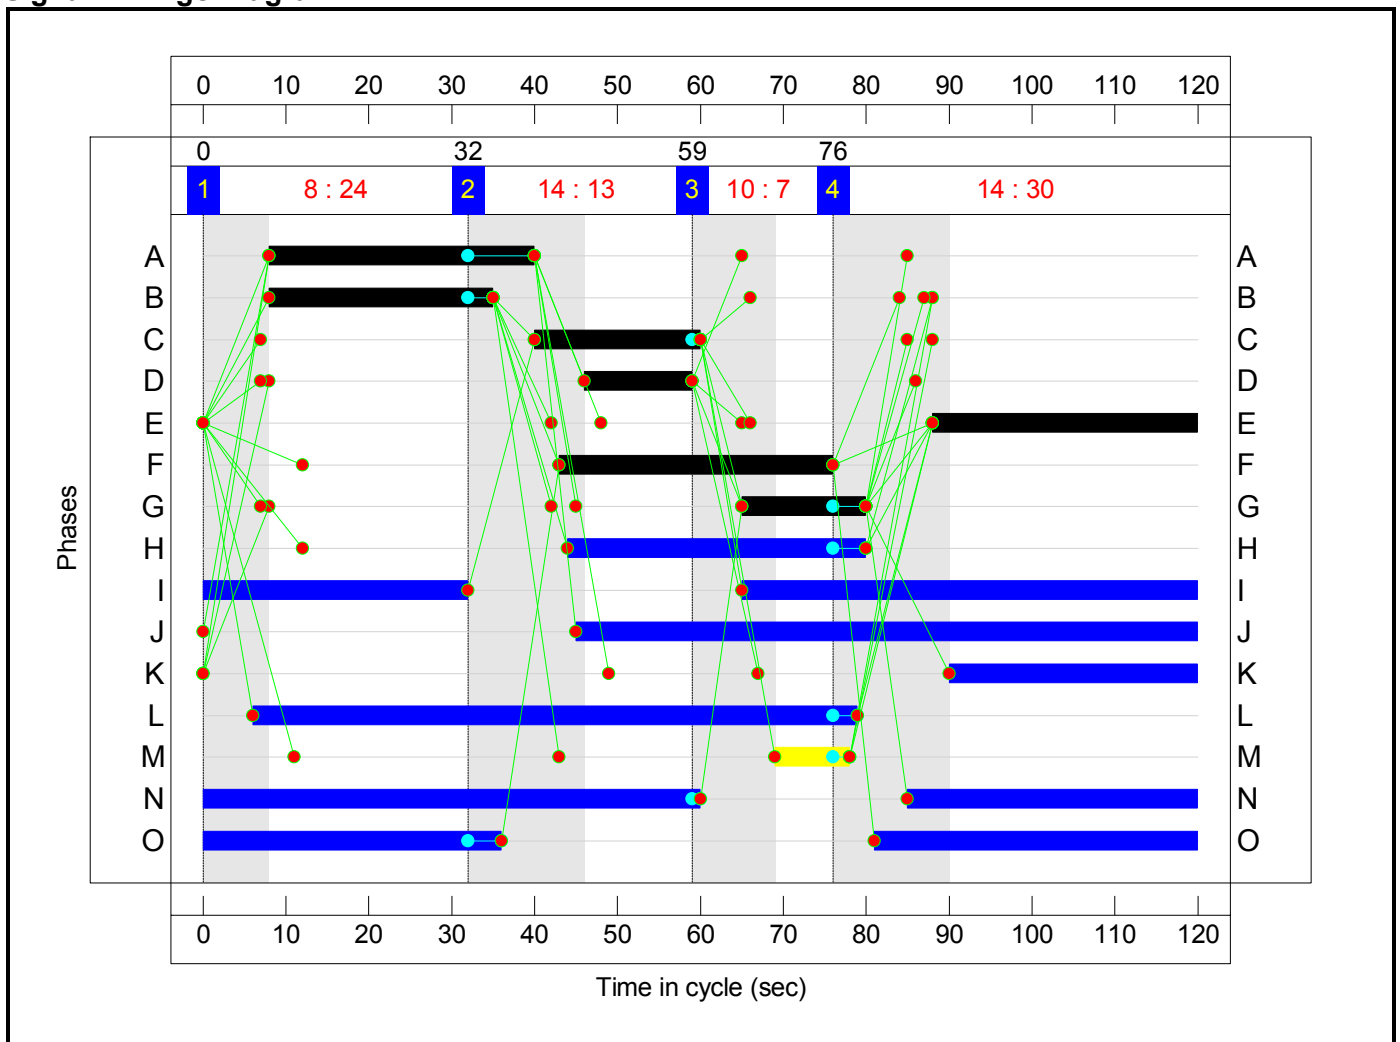 0 10 20 30 40 50 60 70 80 90 100 110 120
0 32 59 76
1 8 : 24 2 14 : 13 3 10 : 7 4 14 : 30
A A
B B
C C
D D
E E
F F
G G
Phases
H H
I I
J J
K K
L L
M M
N N
O O
0 10 20 30 40 50 60 70 80 90 100 110 120
Time in cycle (sec)